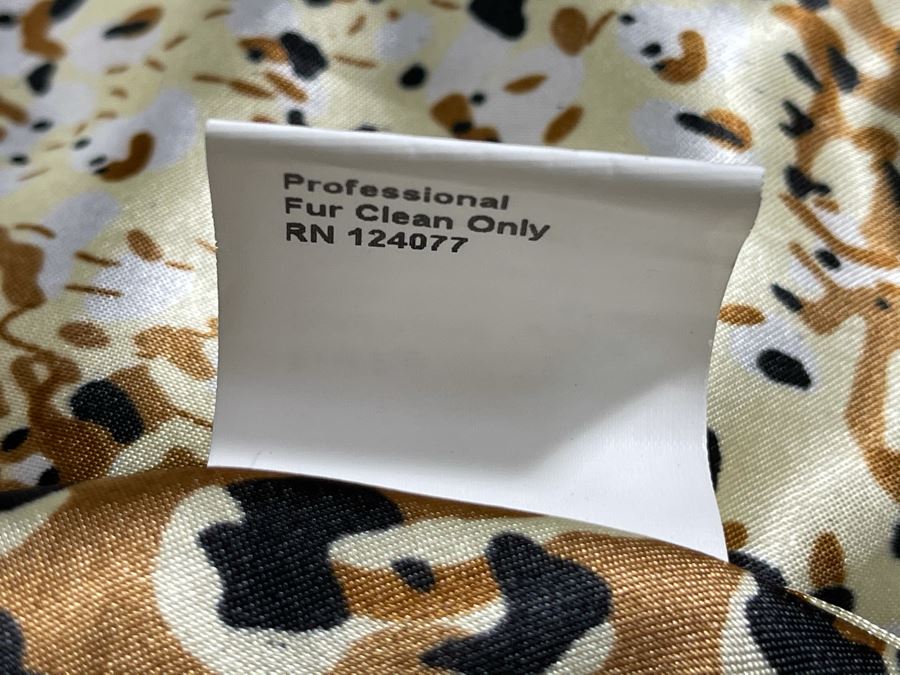 Professional
Fur Clean Only
RN 124077